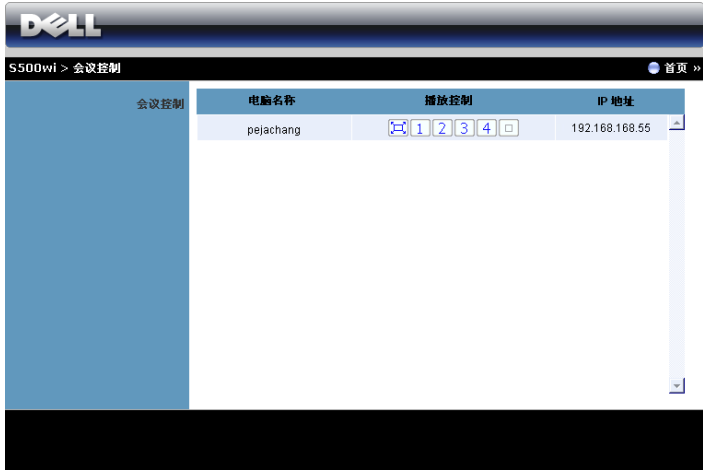 DELL
S500wi > 会议控制
首页 »
会议控制
电脑名称 播放控制 IP 地址
pejachang 1 2 3 4 192.168.168.55